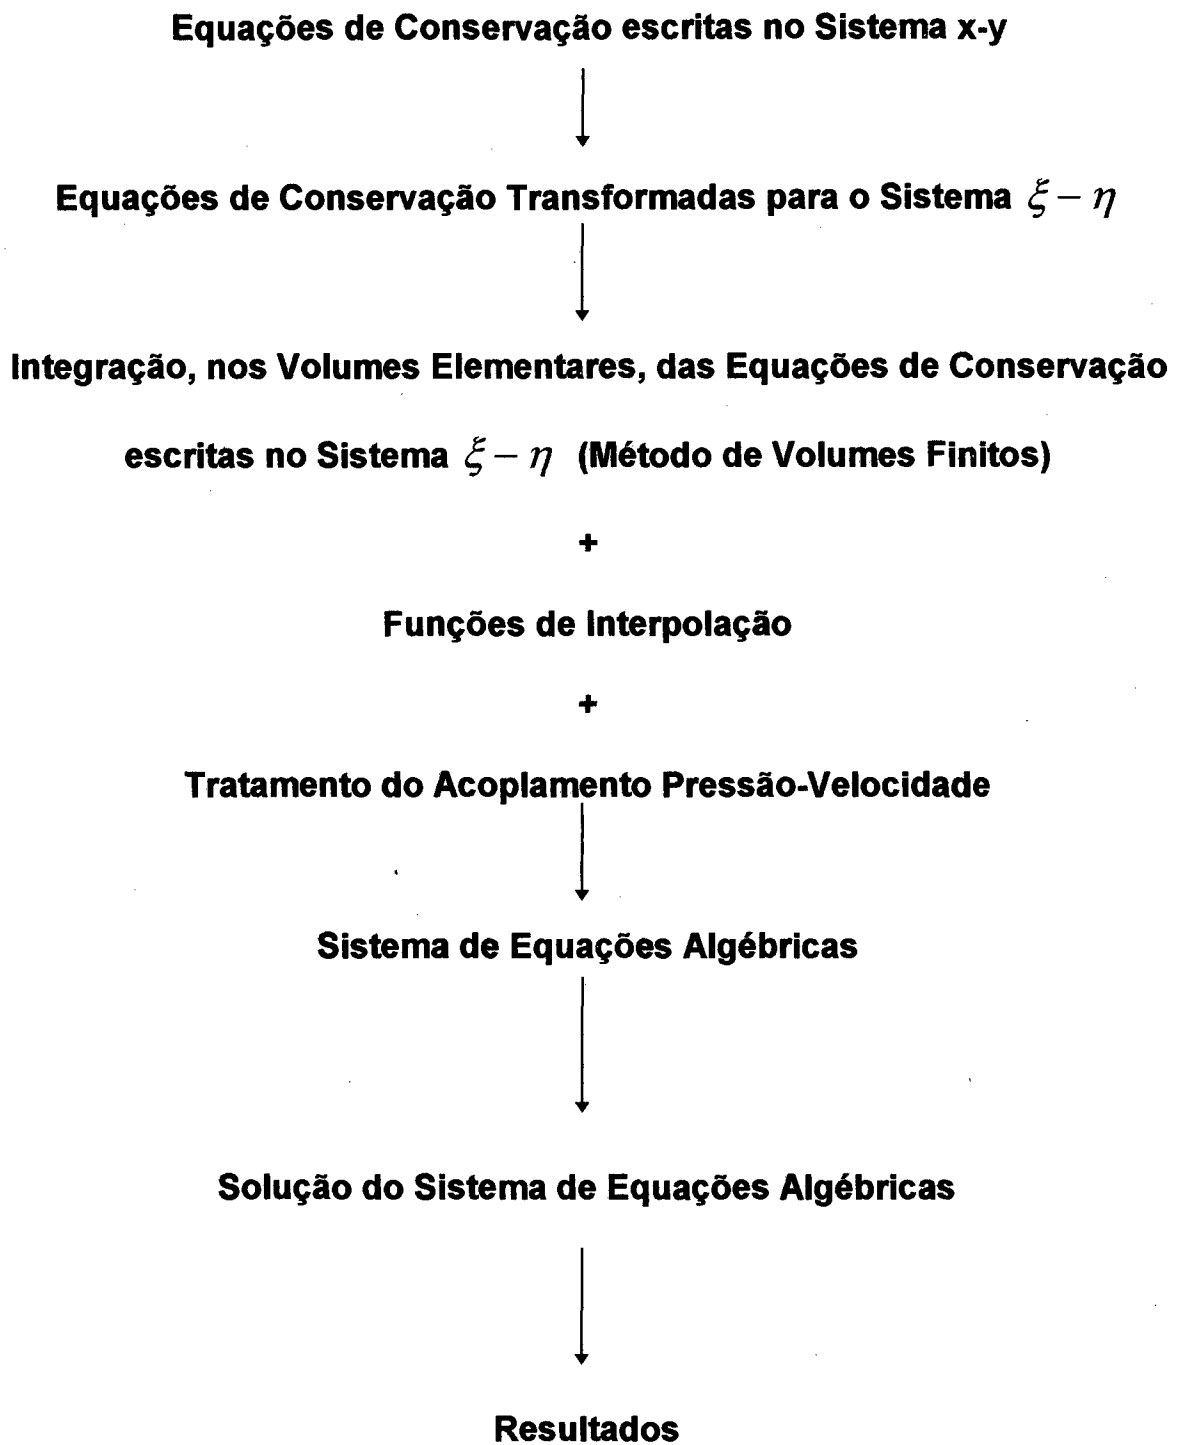 Equações de Conservação escritas no Sistema x-y
Equações de Conservação Transformadas para o Sistema ξ − η
Integração, nos Volumes Elementares, das Equações de Conservação
escritas no Sistema ξ − η (Método de Volumes Finitos)
+
Funções de Interpolação
+
Tratamento do Acoplamento Pressão-Velocidade
Sistema de Equações Algébricas
Solução do Sistema de Equações Algébricas
Resultados